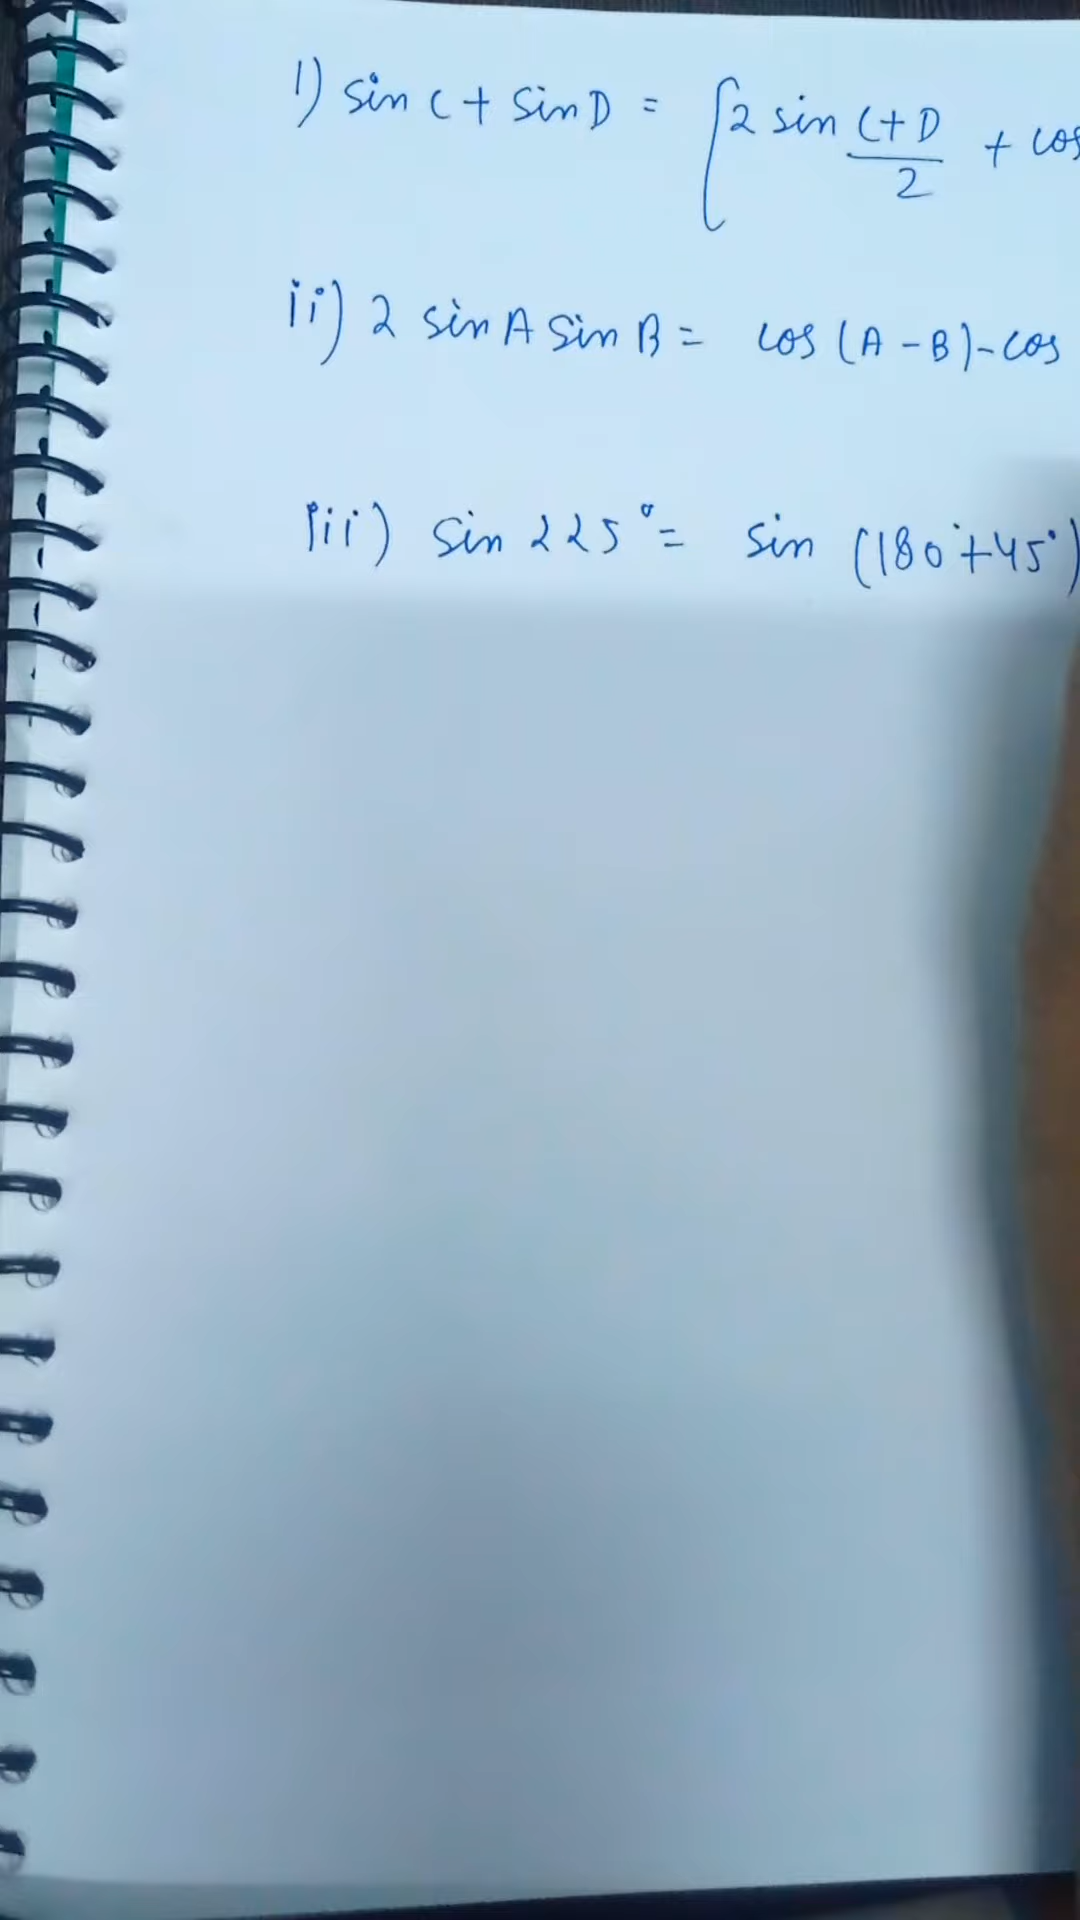 i) sin C + sin D = [2 sin C+D/2 + cos
ii) 2 sin A sin B = cos (A - B) - cos
iii) sin 225° = sin (180° + 45°)